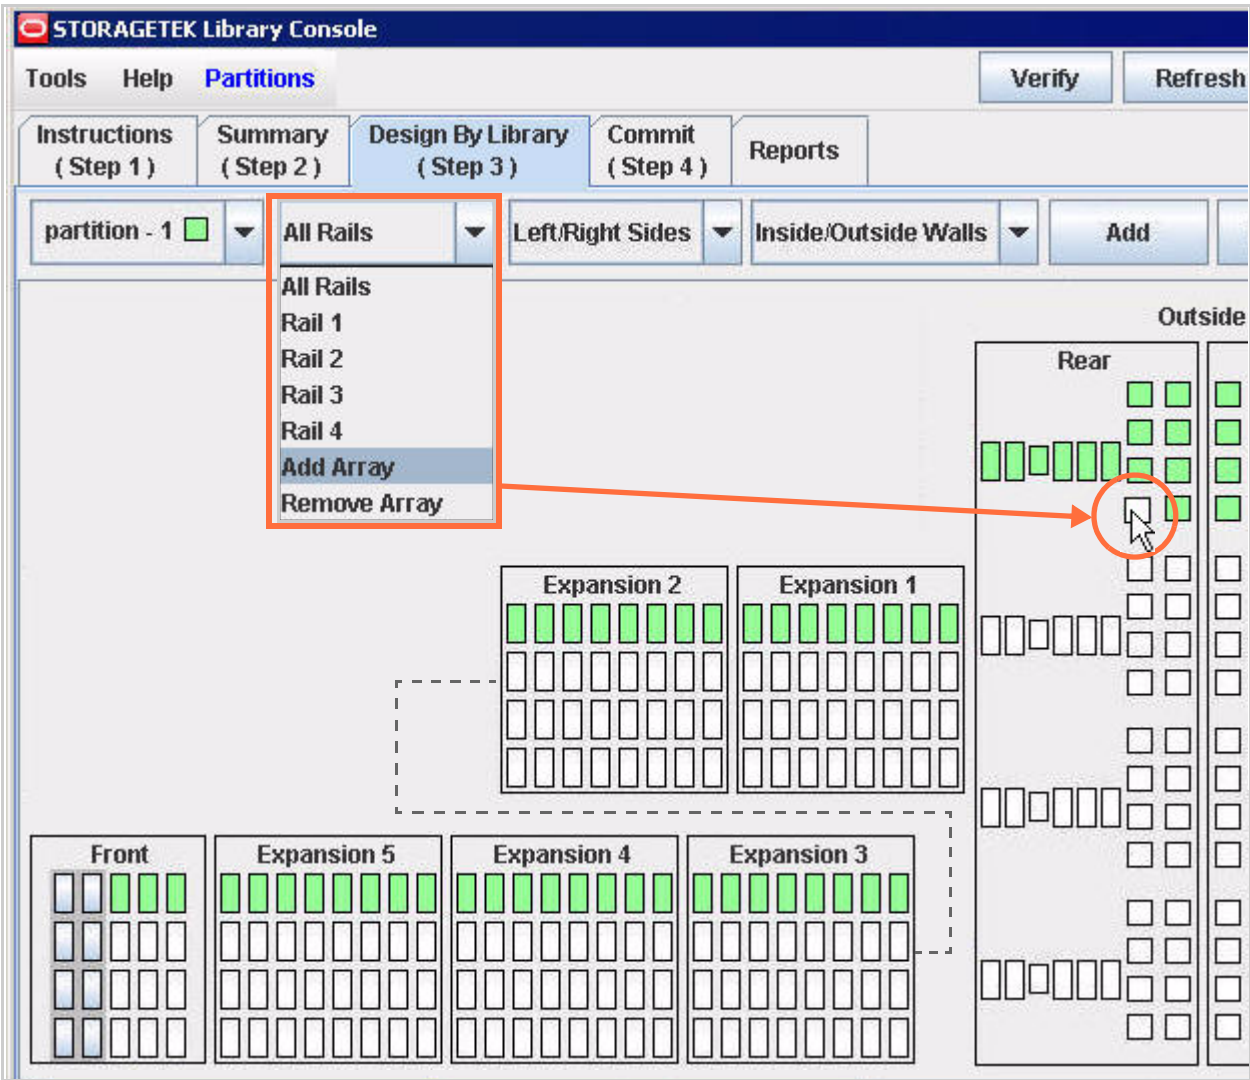 STORAGETEK Library Console
Tools Help Partitions Verify Refresh
Instructions
( Step 1 )
Summary
( Step 2 )
Design By Library
( Step 3 )
Commit
( Step 4 )
Reports
partition - 1 All Rails Left/Right Sides Inside/Outside Walls Add
All Rails
Rail 1
Rail 2
Rail 3
Rail 4
Add Array
Remove Array
Outside
Rear
Expansion 2 Expansion 1
Front Expansion 5 Expansion 4 Expansion 3